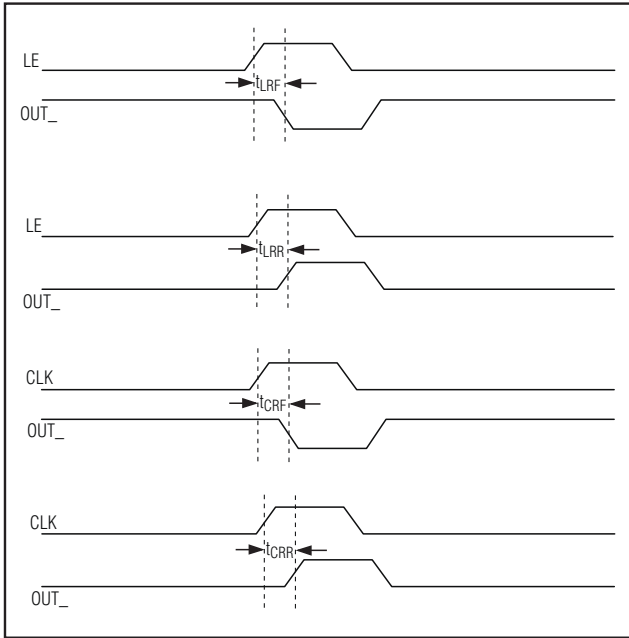 LE
tLRF
OUT_
LE
tLRR
OUT_
CLK
tCRF
OUT_
CLK
tCRR
OUT_